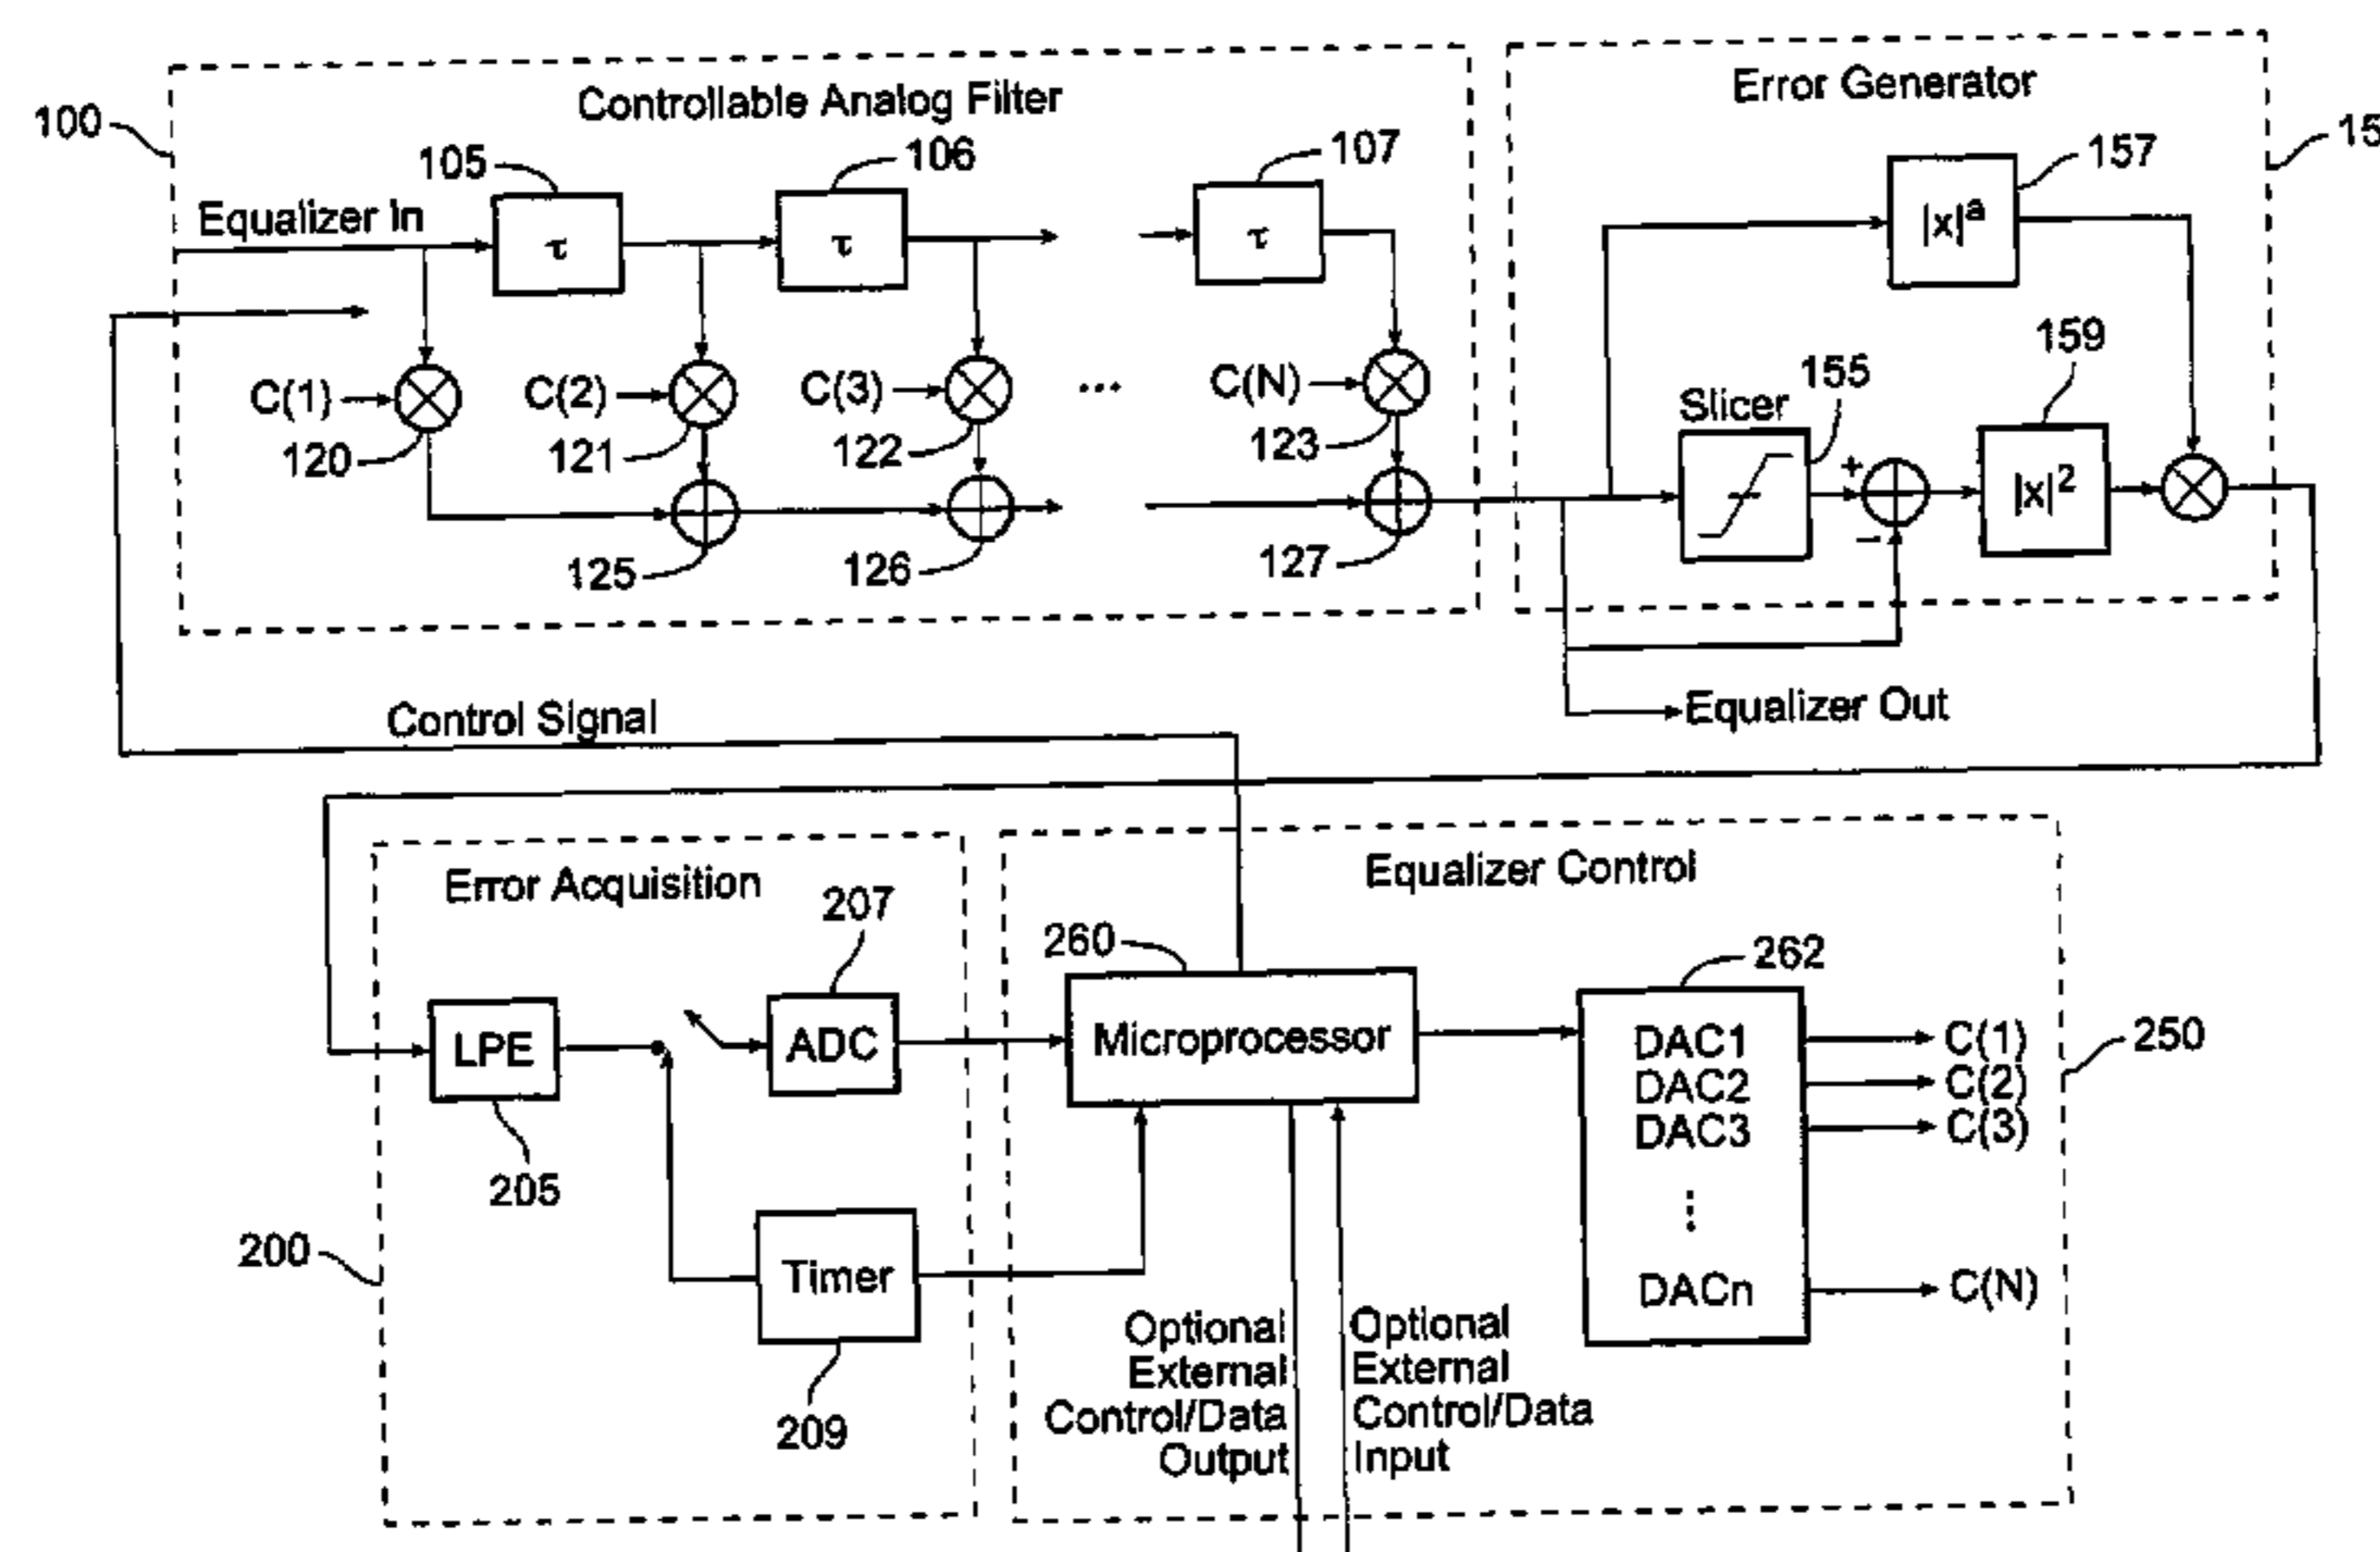 Controllable Analog Filter
Error Generator
100
105
106
107
157
15
Equalizer In
τ
τ
τ
|x|ᵃ
159
C(1)
C(2)
C(3)
...
C(N)
Slicer
155
120
121
122
123
+
|x|²
−
125
126
127
Control Signal
Equalizer Out
Error Acquisition
Equalizer Control
207
260
262
LPE
ADC
Microprocessor
DAC1
DAC2
DAC3
DACn
C(1)
C(2)
C(3)
C(N)
250
205
200
Timer
209
Optional
External
Control/Data
Output
Optional
External
Control/Data
Input